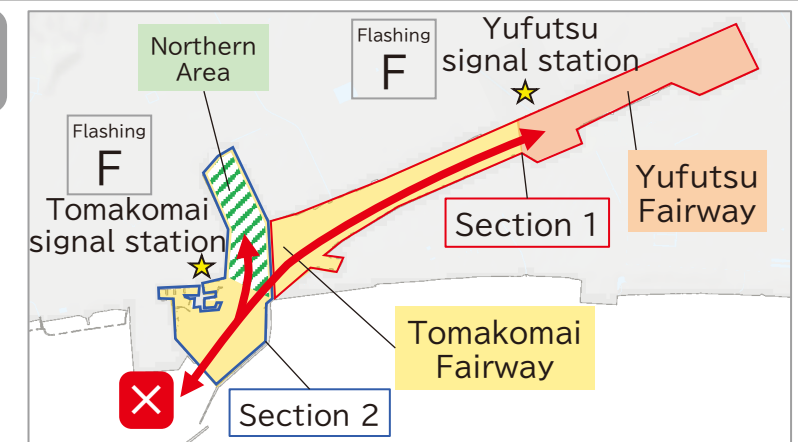 Northern
Area
Flashing
F
Yufutsu
signal station
Flashing
F
Tomakomai
signal station
Yufutsu
Fairway
Section 1
Tomakomai
Fairway
Section 2